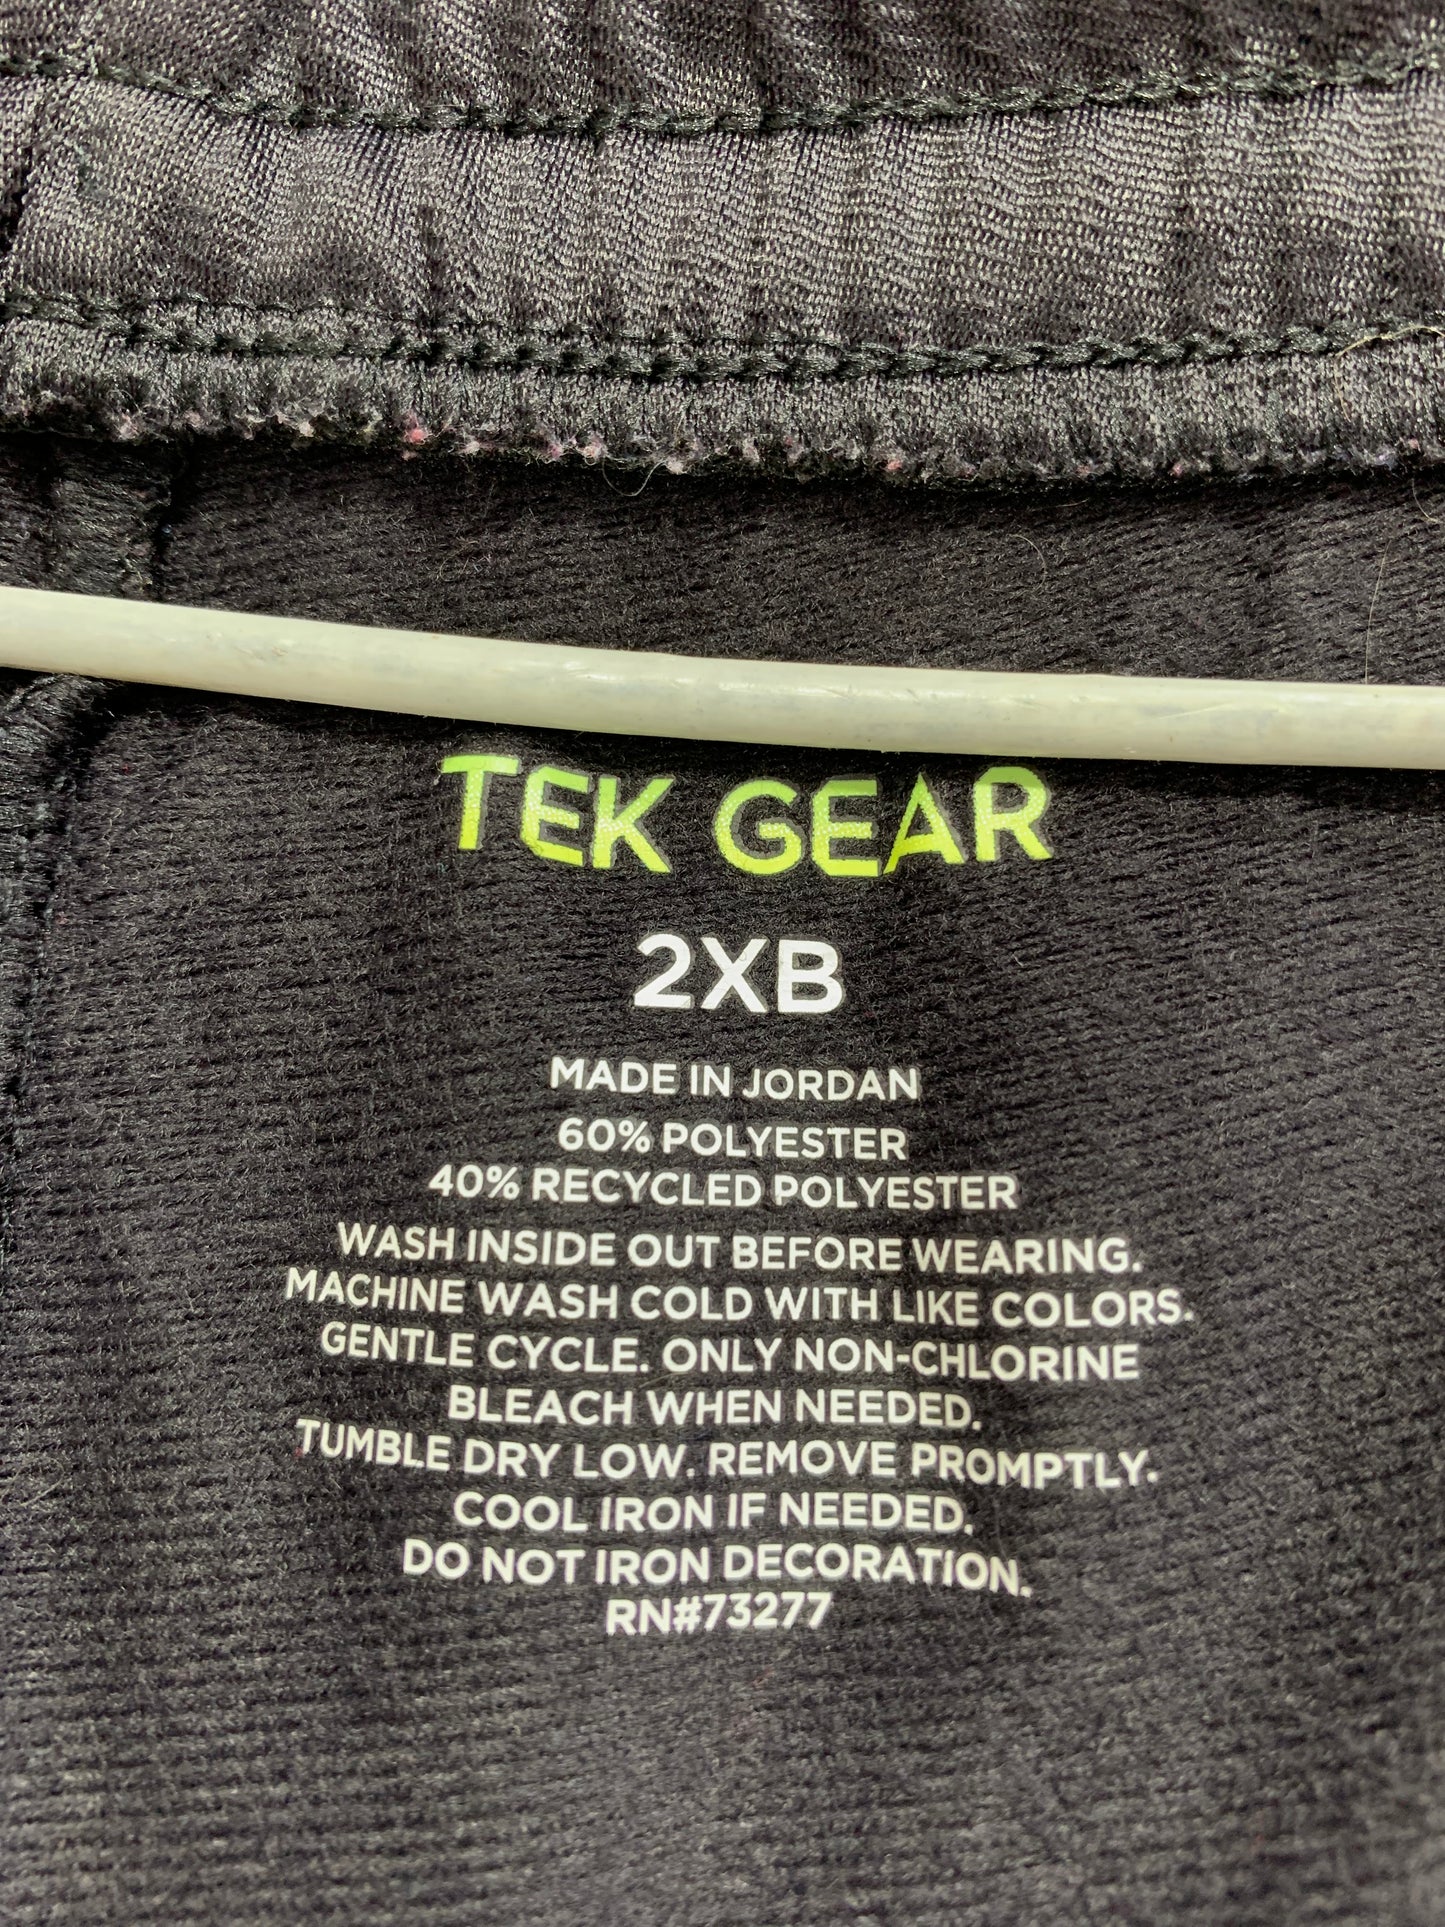 TEK GEAR
2XB
MADE IN JORDAN
60% POLYESTER
40% RECYCLED POLYESTER
WASH INSIDE OUT BEFORE WEARING.
MACHINE WASH COLD WITH LIKE COLORS.
GENTLE CYCLE. ONLY NON-CHLORINE
BLEACH WHEN NEEDED.
TUMBLE DRY LOW. REMOVE PROMPTLY.
COOL IRON IF NEEDED.
DO NOT IRON DECORATION.
RN#73277